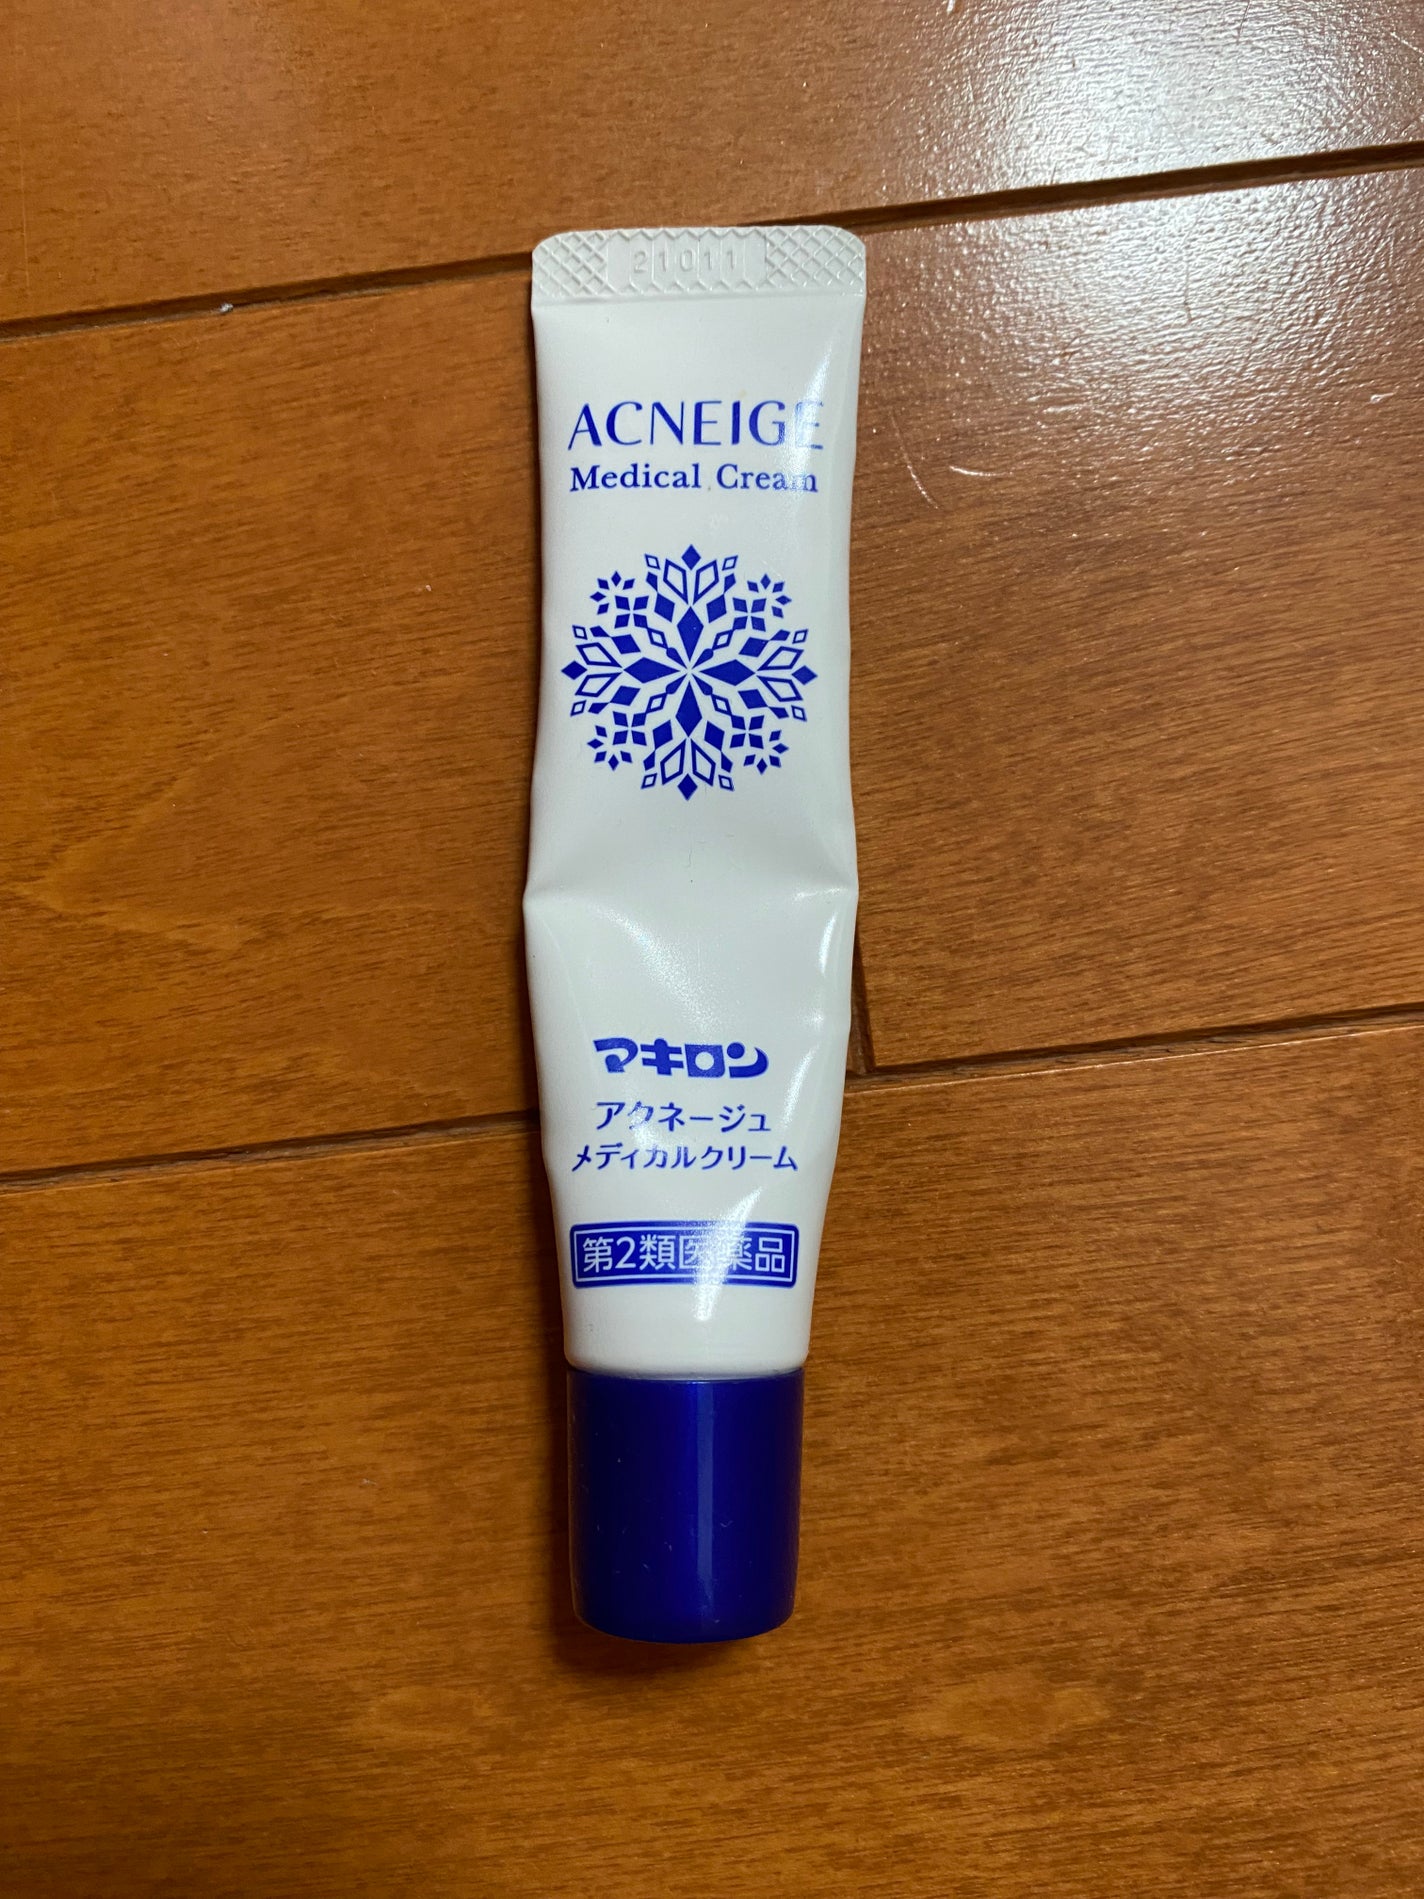 21011
ACNEIGE
Medical Cream
マキロン
アクネージュ
メディカルクリーム
第2類医薬品